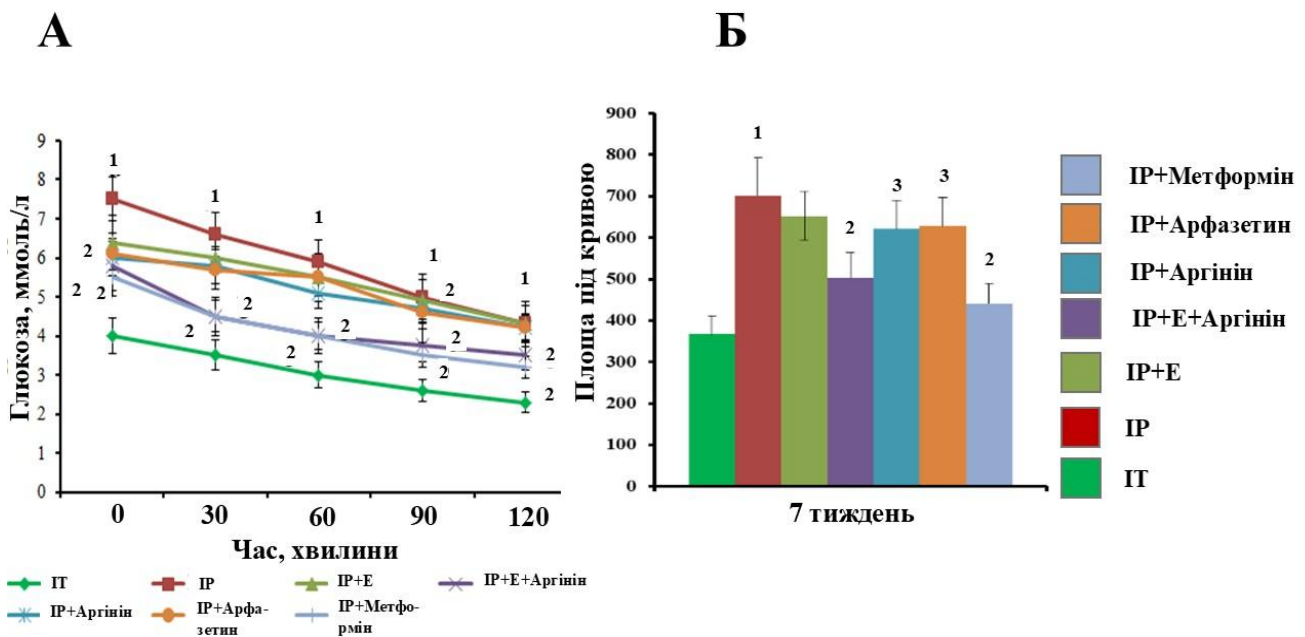 А
Б
Глюкоза, ммоль/л
9
8
7
6
5
4
3
2
1
0
1
1
1
1
1
2
2
2
2
2
2
2
2
2
2
2
2
2
0 30 60 90 120
Час, хвилини
ІТ
ІР
ІР+Е
ІР+Е+Аргінін
ІР+Аргінін
ІР+Арфа-
зетин
ІР+Метфо-
рмін
Площа під кривою
900
800
700
600
500
400
300
200
100
0
1
2
3
3
2
7 тиждень
ІР+Метформін
ІР+Арфазетин
ІР+Аргінін
ІР+Е+Аргінін
ІР+Е
ІР
ІТ